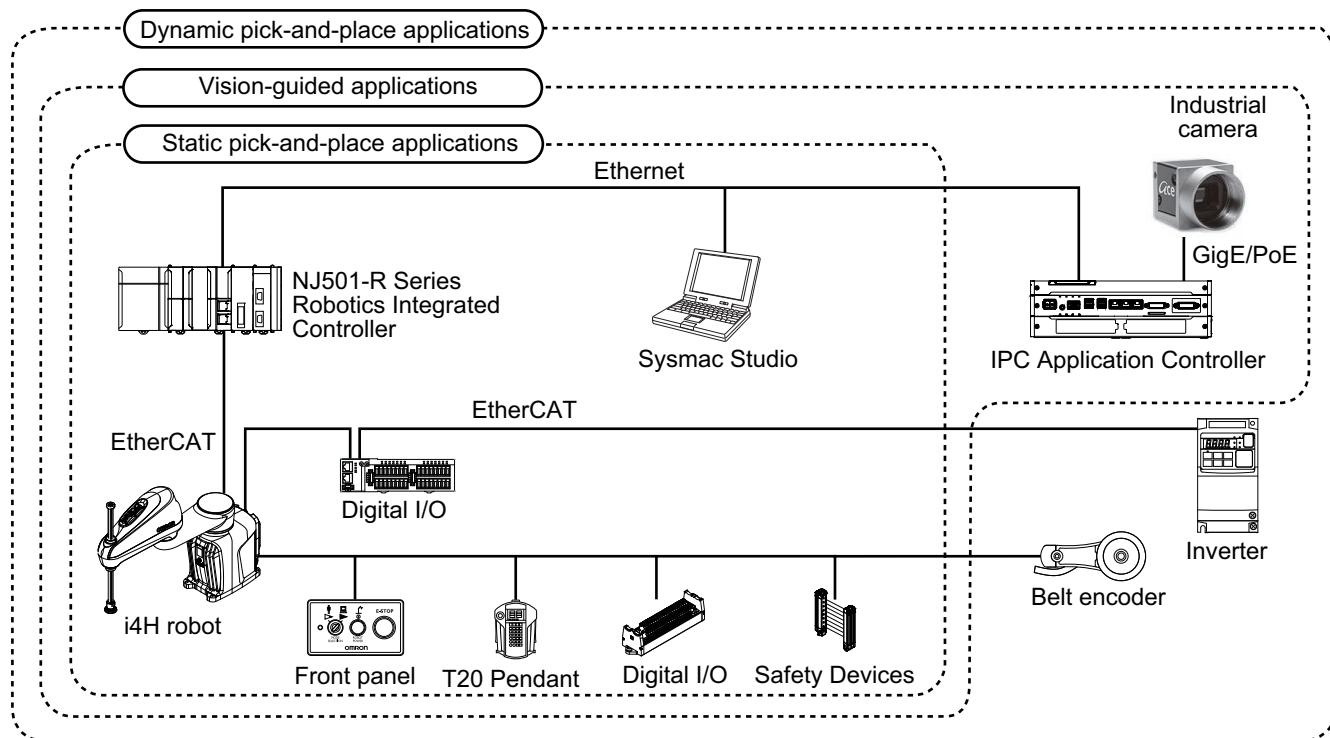 Dynamic pick-and-place applications
Vision-guided applications
Static pick-and-place applications
Industrial
camera
Ethernet
GigE/PoE
NJ501-R Series
Robotics Integrated
Controller
Sysmac Studio
IPC Application Controller
EtherCAT
EtherCAT
Digital I/O
Inverter
i4H robot
Belt encoder
E-STOP
OMRON
Front panel
T20 Pendant
Digital I/O
Safety Devices